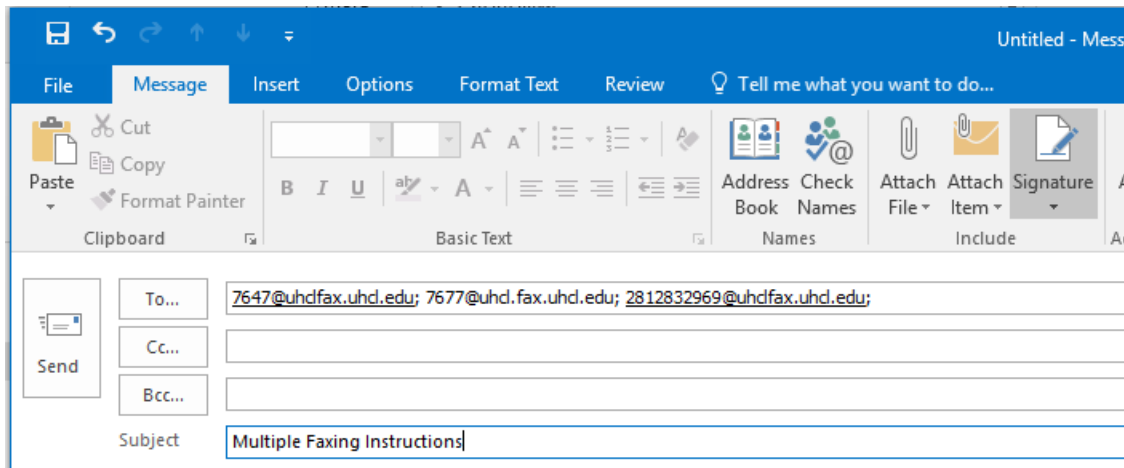 Untitled - Mess
File Message Insert Options Format Text Review Tell me what you want to do...
Cut
Copy
Paste
Format Painter
B I U
Address Book
Check Names
Attach File
Attach Item
Signature
Clipboard Basic Text Names Include
To... 7647@uhclfax.uhcl.edu; 7677@uhcl.fax.uhcl.edu; 2812832969@uhclfax.uhcl.edu;
Cc...
Send
Bcc...
Subject Multiple Faxing Instructions